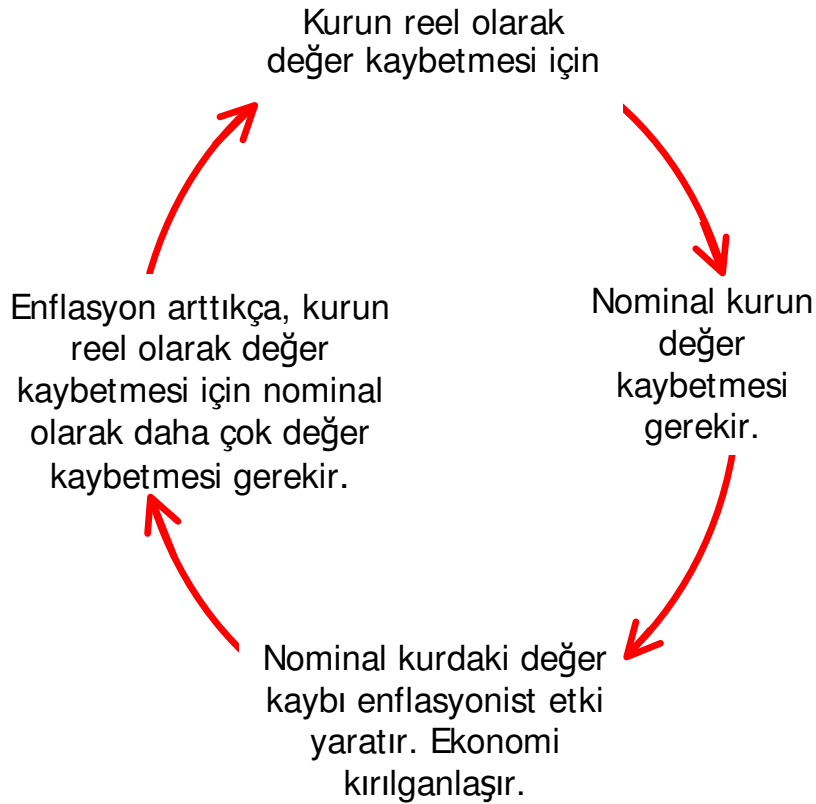 Kurun reel olarak
değer kaybetmesi için
Nominal kurun
değer
kaybetmesi
gerekir.
Nominal kurdaki değer
kaybı enflasyonist etki
yaratır. Ekonomi
kırılganlaşır.
Enflasyon arttıkça, kurun
reel olarak değer
kaybetmesi için nominal
olarak daha çok değer
kaybetmesi gerekir.